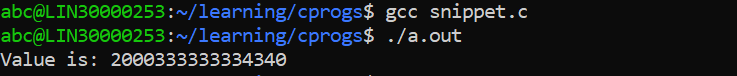 abc@LIN30000253:~/learning/cprogs$ gcc snippet.c
abc@LIN30000253:~/learning/cprogs$ ./a.out
Value is: 2000333333334340